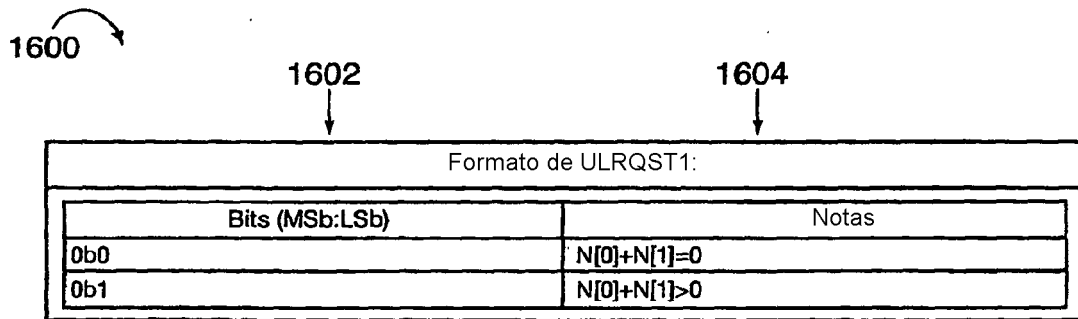 1600
1602 1604
Formato de ULRQST1:
Bits (MSb:LSb) Notas
0b0 N[0]+N[1]=0
0b1 N[0]+N[1]>0